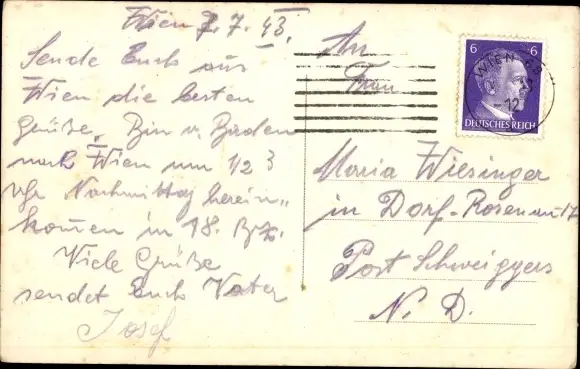 Wien 7.7.43.
Sende Euch aus
Wien die besten
Grüße, Bin v. Baden
nach Wien um 1/2 3
Uhr Nachmittag herein"
komen in 18. Bzk.
Viele Grüße
sendet Euch Vater
Josef
An
Frau
Maria Wiesinger
in Dorf-Rosenau 17
Post Schweiggers
N. D.
6 6
WIEN
12
DEUTSCHES REICH